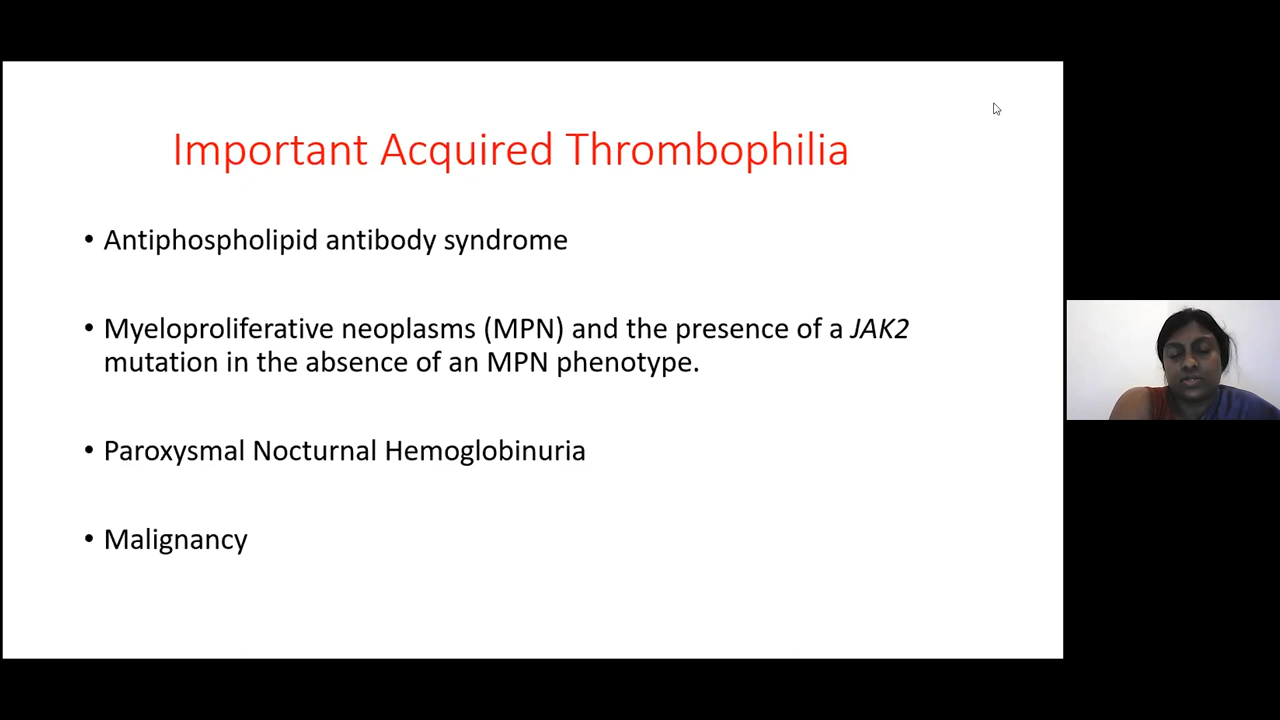 Important Acquired Thrombophilia
• Antiphospholipid antibody syndrome
• Myeloproliferative neoplasms (MPN) and the presence of a JAK2
mutation in the absence of an MPN phenotype.
• Paroxysmal Nocturnal Hemoglobinuria
• Malignancy